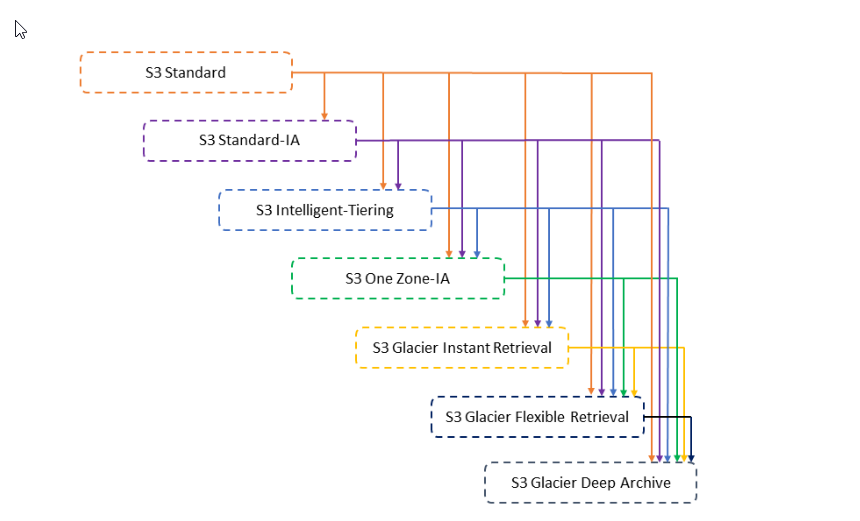 S3 Standard
S3 Standard-IA
S3 Intelligent-Tiering
S3 One Zone-IA
S3 Glacier Instant Retrieval
S3 Glacier Flexible Retrieval
S3 Glacier Deep Archive